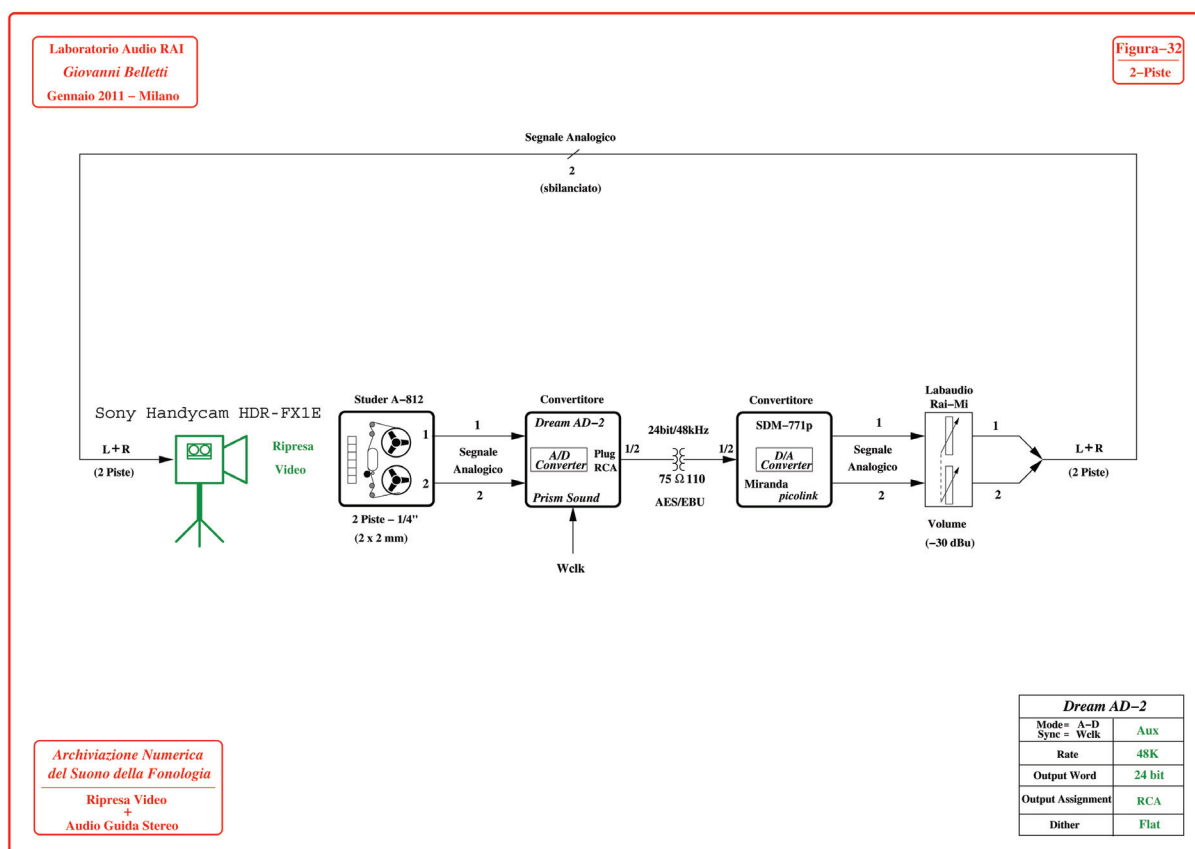 Laboratorio Audio RAI
Giovanni Belletti
Gennaio 2011 – Milano
Figura–32
2–Piste
Segnale Analogico
2
(sbilanciato)
Sony Handycam HDR-FX1E
L+R
(2 Piste)
Ripresa
Video
Studer A–812
1
2
2 Piste – 1/4"
(2 x 2 mm)
1
Segnale
Analogico
2
Convertitore
Dream AD–2
A/D
Converter
Plug
RCA
Prism Sound
Wclk
1/2
24bit/48kHz
75 Ω 110
AES/EBU
1/2
Convertitore
SDM–771p
D/A
Converter
Miranda
picolink
1
Segnale
Analogico
2
Labaudio
Rai–Mi
Volume
(–30 dBu)
1
2
L+R
(2 Piste)
Archiviazione Numerica
del Suono della Fonologia
Ripresa Video
+
Audio Guida Stereo
Dream AD–2
Mode= A–D
Sync = Wclk
Aux
Rate 48K
Output Word 24 bit
Output Assignment RCA
Dither Flat